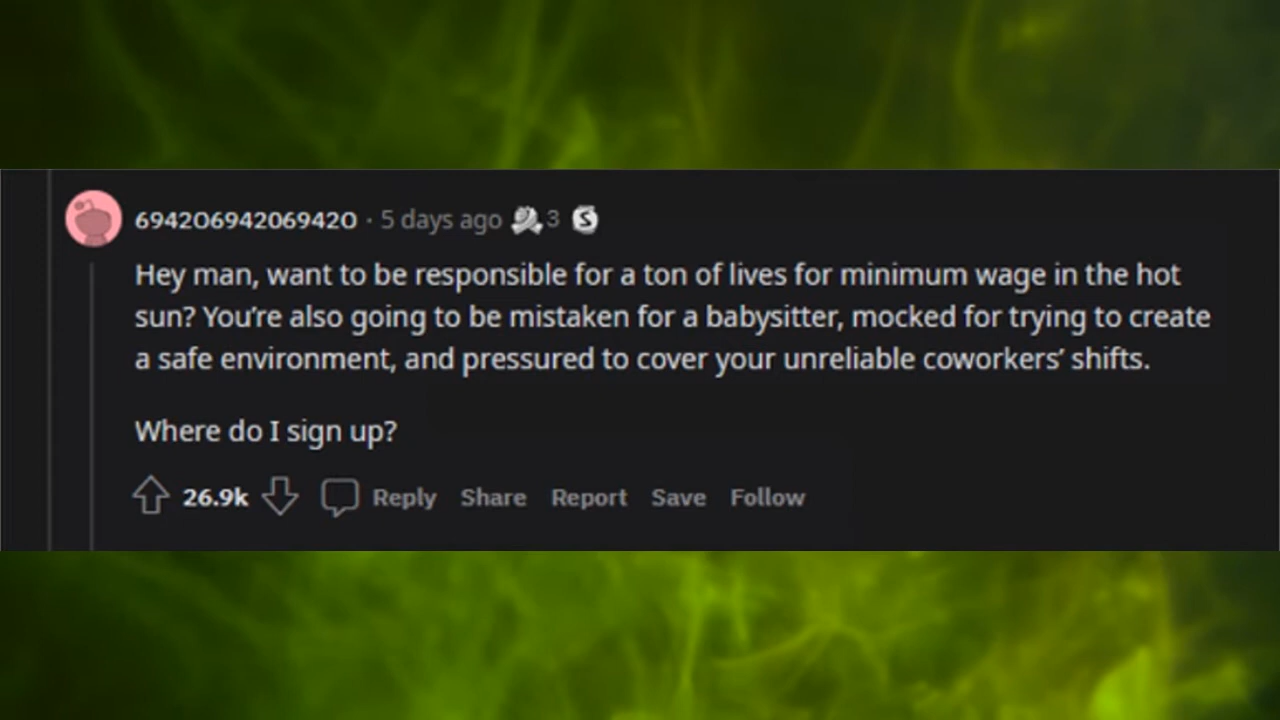 694206942069420 · 5 days ago 3 S
Hey man, want to be responsible for a ton of lives for minimum wage in the hot
sun? You’re also going to be mistaken for a babysitter, mocked for trying to create
a safe environment, and pressured to cover your unreliable coworkers’ shifts.
Where do I sign up?
26.9k Reply Share Report Save Follow